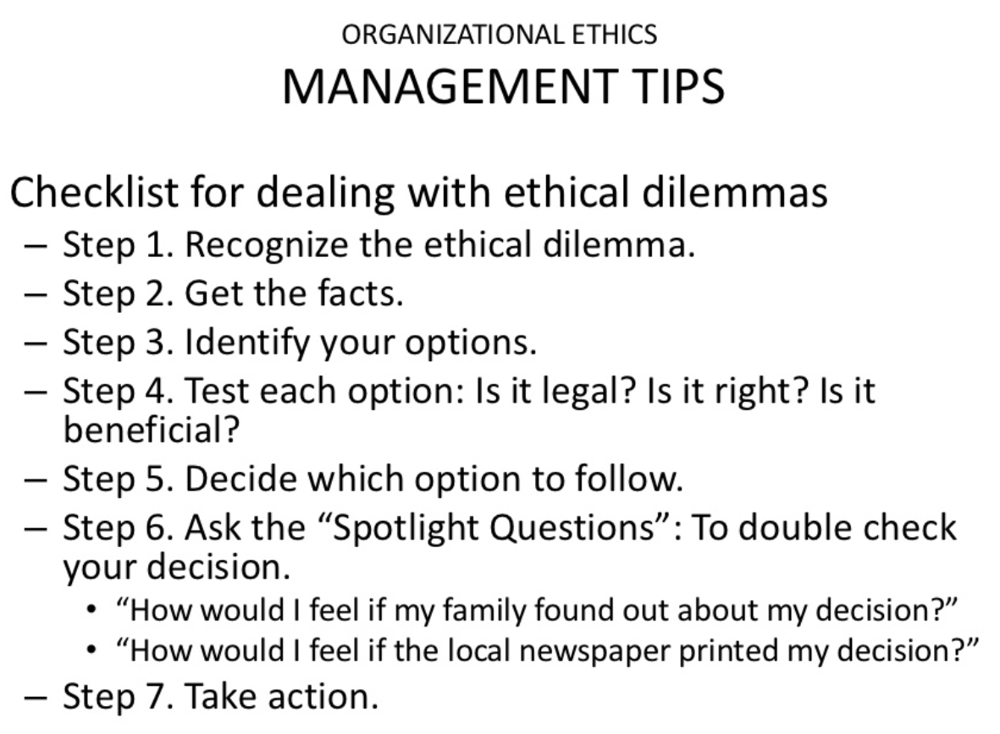 ORGANIZATIONAL ETHICS
MANAGEMENT TIPS
Checklist for dealing with ethical dilemmas
– Step 1. Recognize the ethical dilemma.
– Step 2. Get the facts.
– Step 3. Identify your options.
– Step 4. Test each option: Is it legal? Is it right? Is it
beneficial?
– Step 5. Decide which option to follow.
– Step 6. Ask the “Spotlight Questions”: To double check
your decision.
• “How would I feel if my family found out about my decision?”
• “How would I feel if the local newspaper printed my decision?”
– Step 7. Take action.